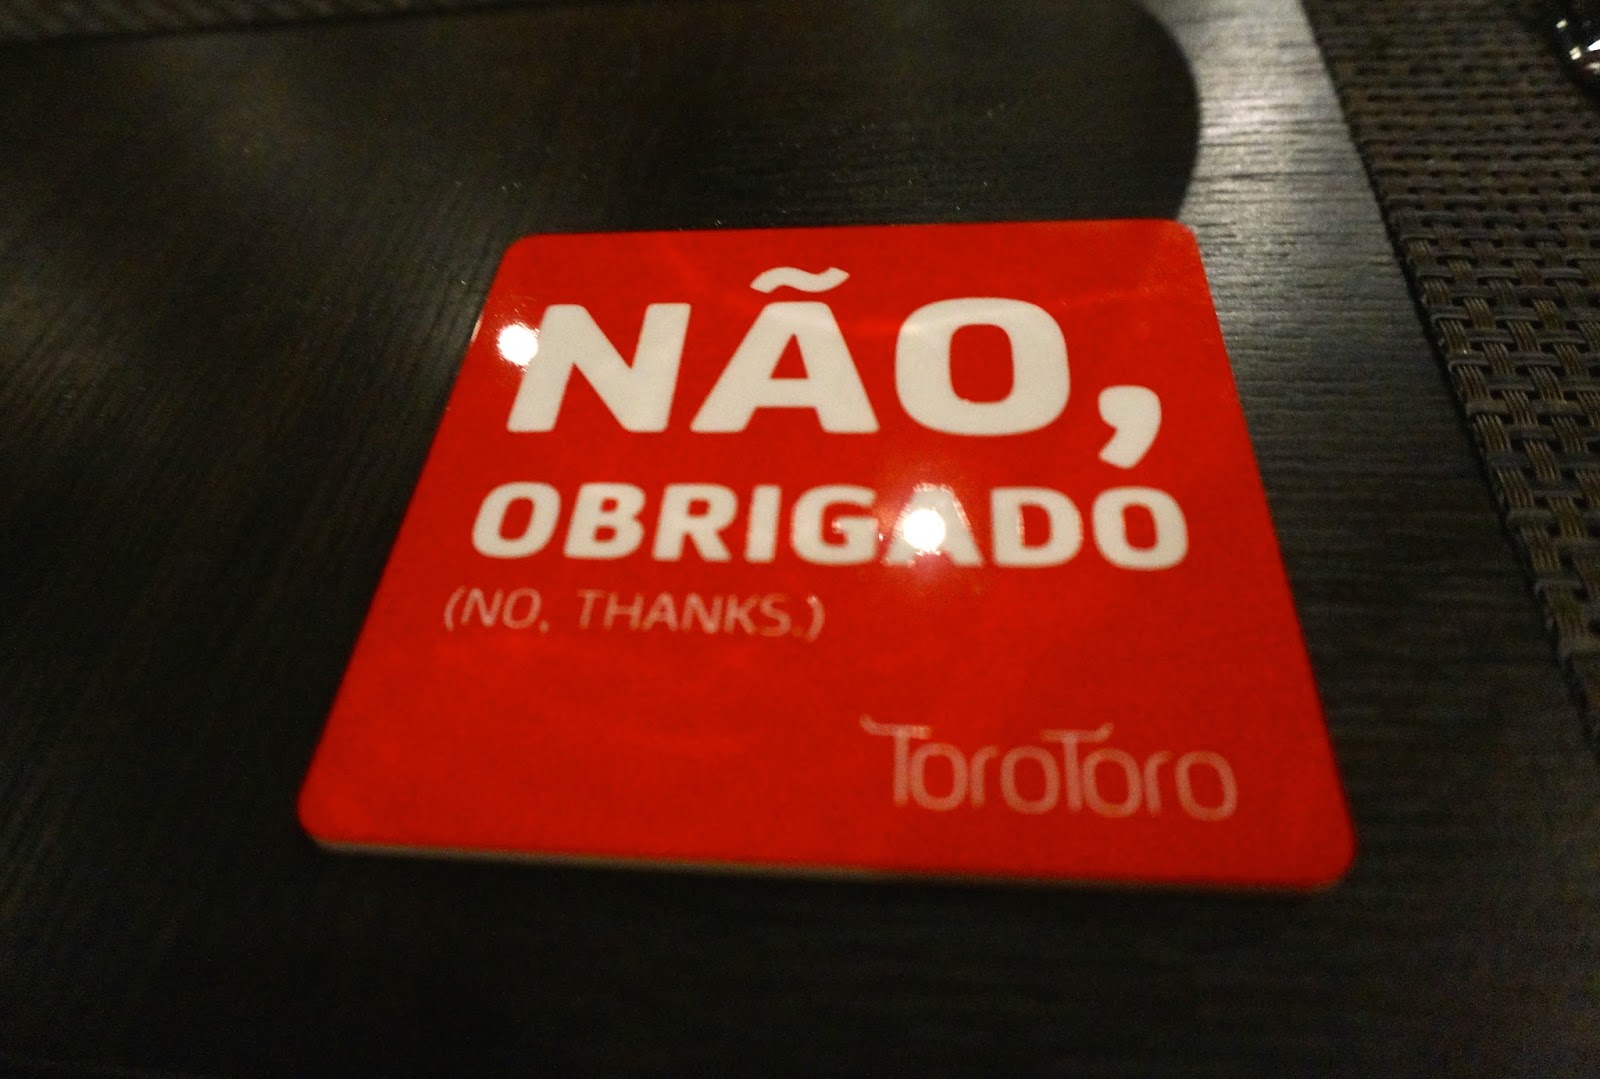 NÃO,
OBRIGADO
(NO, THANKS.)
ToroToro